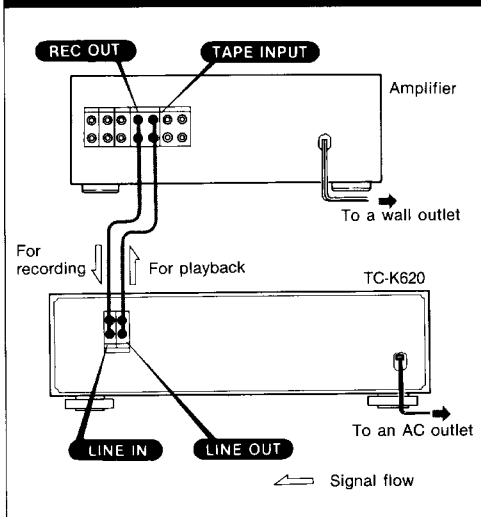 REC OUT
TAPE INPUT
Amplifier
To a wall outlet
For
recording
For playback
TC-K620
To an AC outlet
LINE IN
LINE OUT
Signal flow